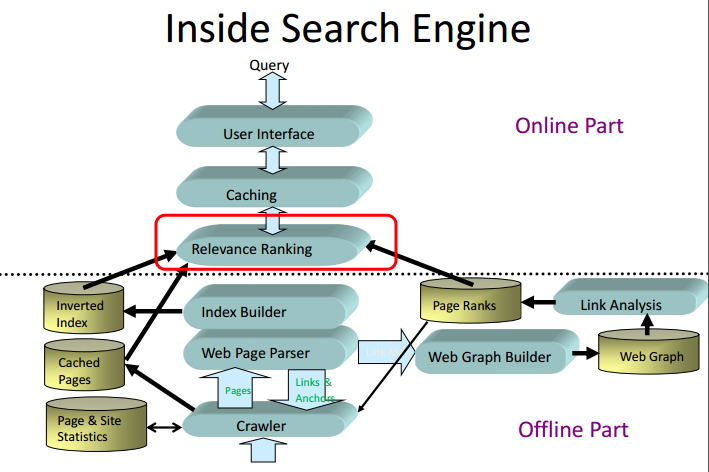 Inside Search Engine
Query
User Interface
Online Part
Caching
Relevance Ranking
Inverted
Index
Index Builder
Page Ranks
Link Analysis
Cached
Pages
Web Page Parser
Web Graph Builder
Web Graph
Pages
Links &
Anchors
Page & Site
Statistics
Crawler
Offline Part